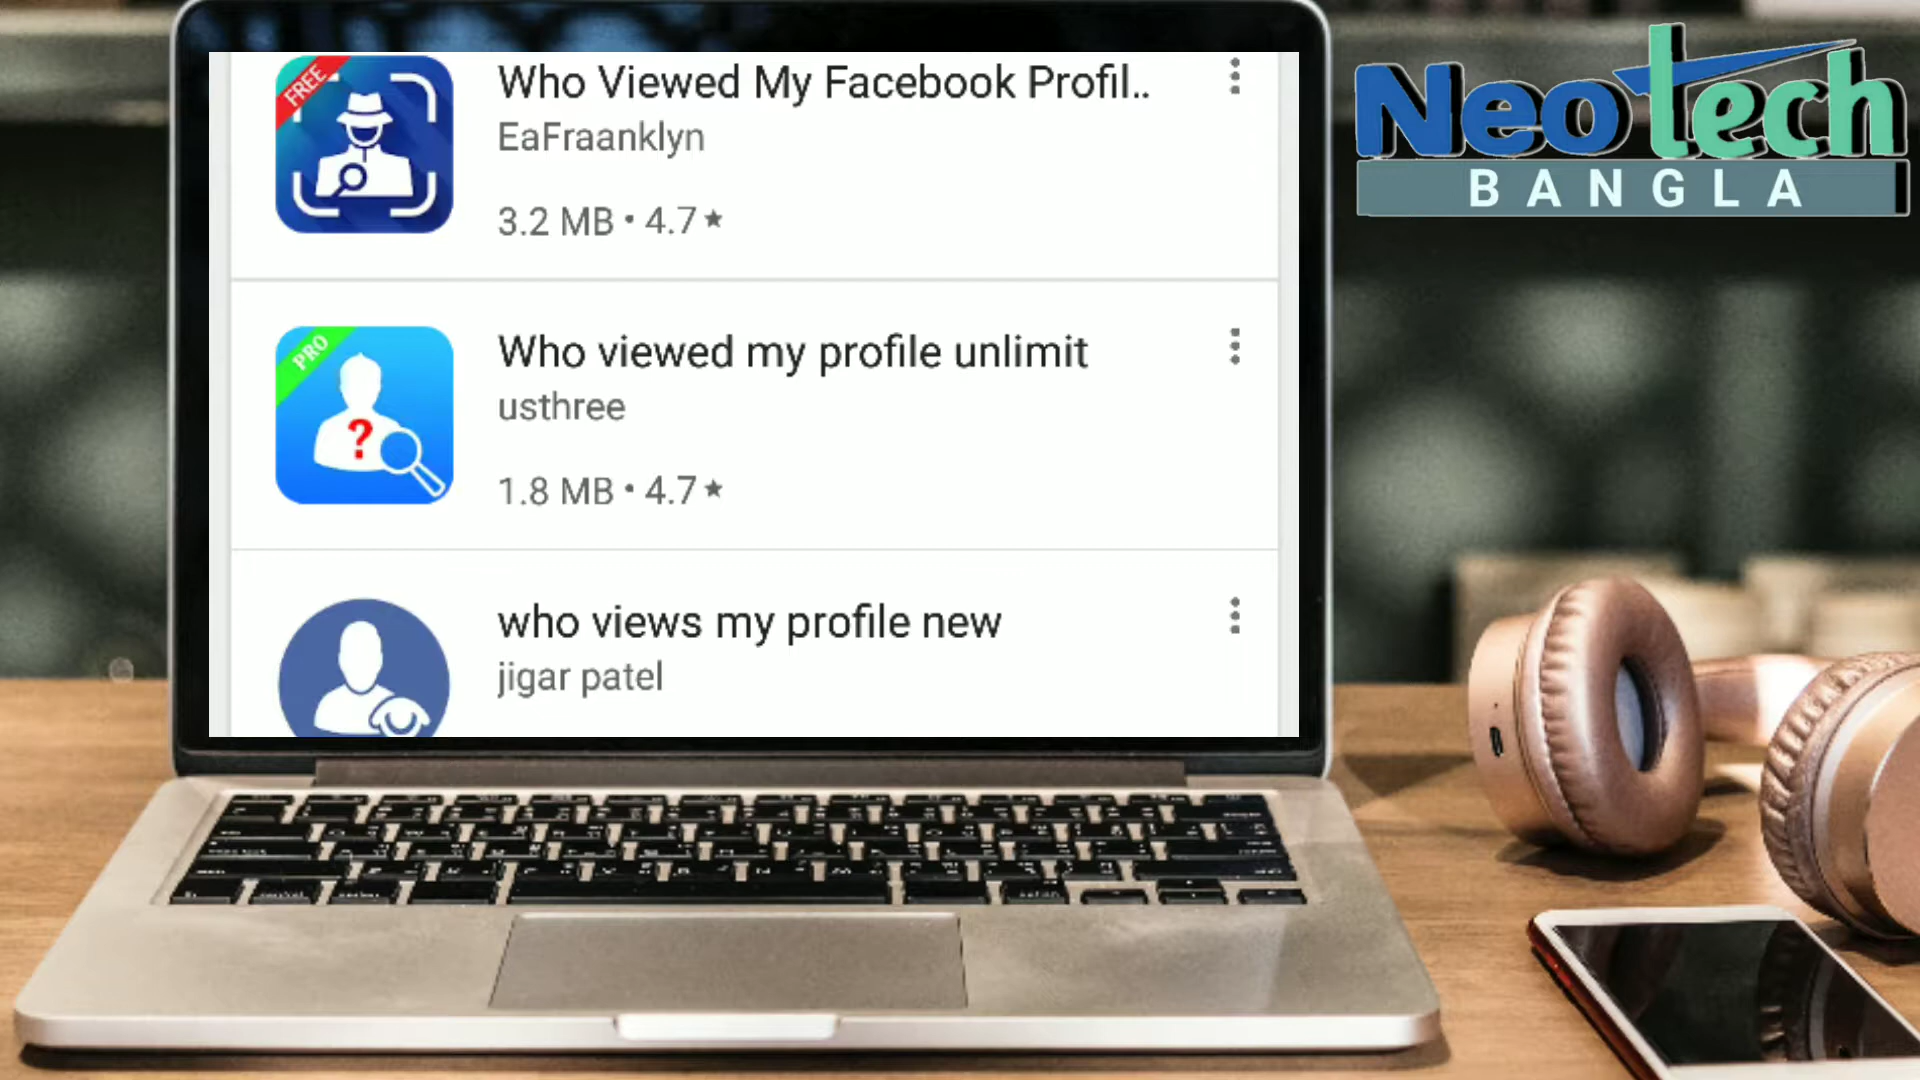 FREE
Who Viewed My Facebook Profil..
EaFraanklyn
3.2 MB • 4.7 ★
PRO
?
Who viewed my profile unlimit
usthree
1.8 MB • 4.7 ★
who views my profile new
jigar patel
Neotech
BANGLA